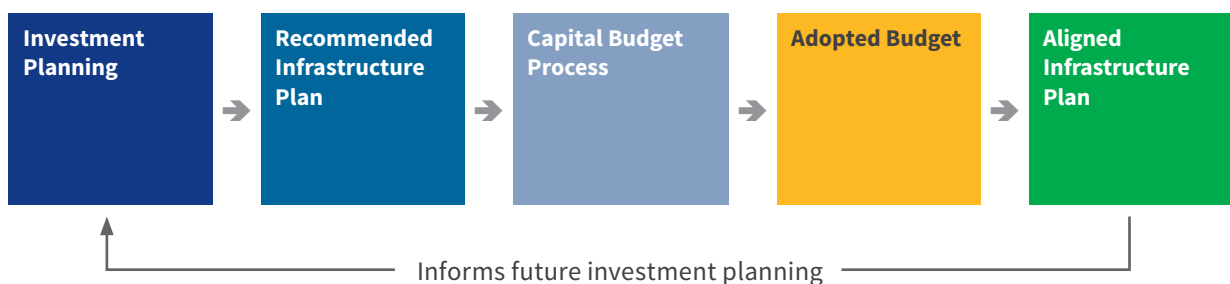 Investment
Planning
Recommended
Infrastructure
Plan
Capital Budget
Process
Adopted Budget
Aligned
Infrastructure
Plan
Informs future investment planning